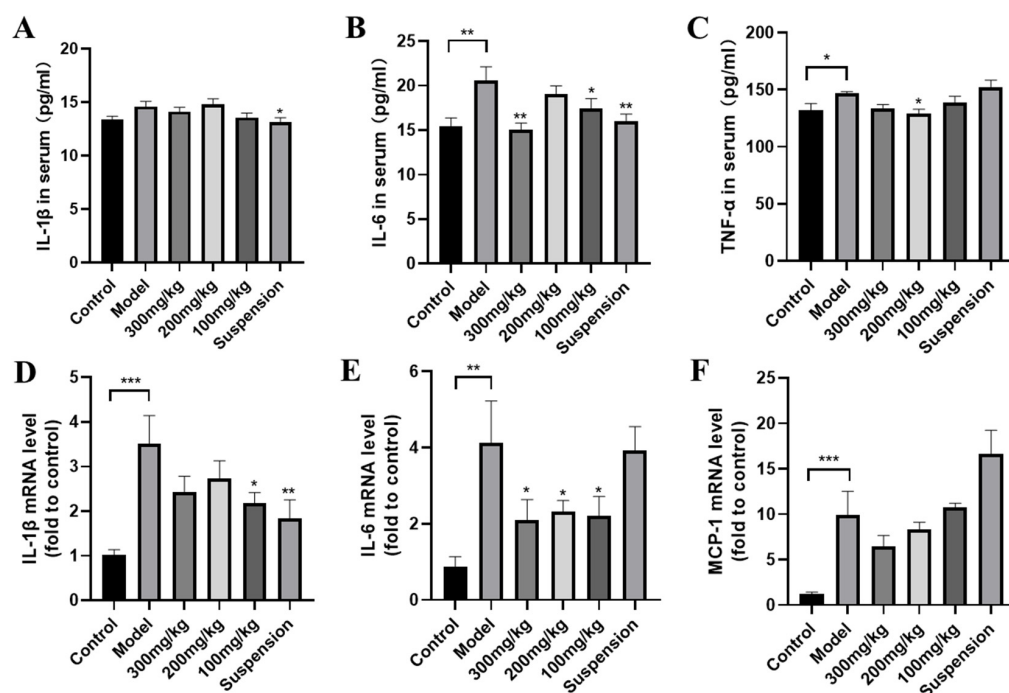 A
IL-1β in serum (pg/ml)
20
15
10
5
0
*
Control
Model
300mg/kg
200mg/kg
100mg/kg
Suspension
B
IL-6 in serum (pg/ml)
25
20
15
10
5
0
**
**
*
**
Control
Model
300mg/kg
200mg/kg
100mg/kg
Suspension
C
TNF-α in serum (pg/ml)
200
150
100
50
0
*
*
Control
Model
300mg/kg
200mg/kg
100mg/kg
Suspension
D
IL-1β mRNA level
(fold to control)
5
4
3
2
1
0
***
*
**
Control
Model
300mg/kg
200mg/kg
100mg/kg
Suspension
E
IL-6 mRNA level
(fold to control)
6
4
2
0
**
*
*
*
Control
Model
300mg/kg
200mg/kg
100mg/kg
Suspension
F
MCP-1 mRNA level
(fold to control)
25
20
15
10
5
0
***
Control
Model
300mg/kg
200mg/kg
100mg/kg
Suspension